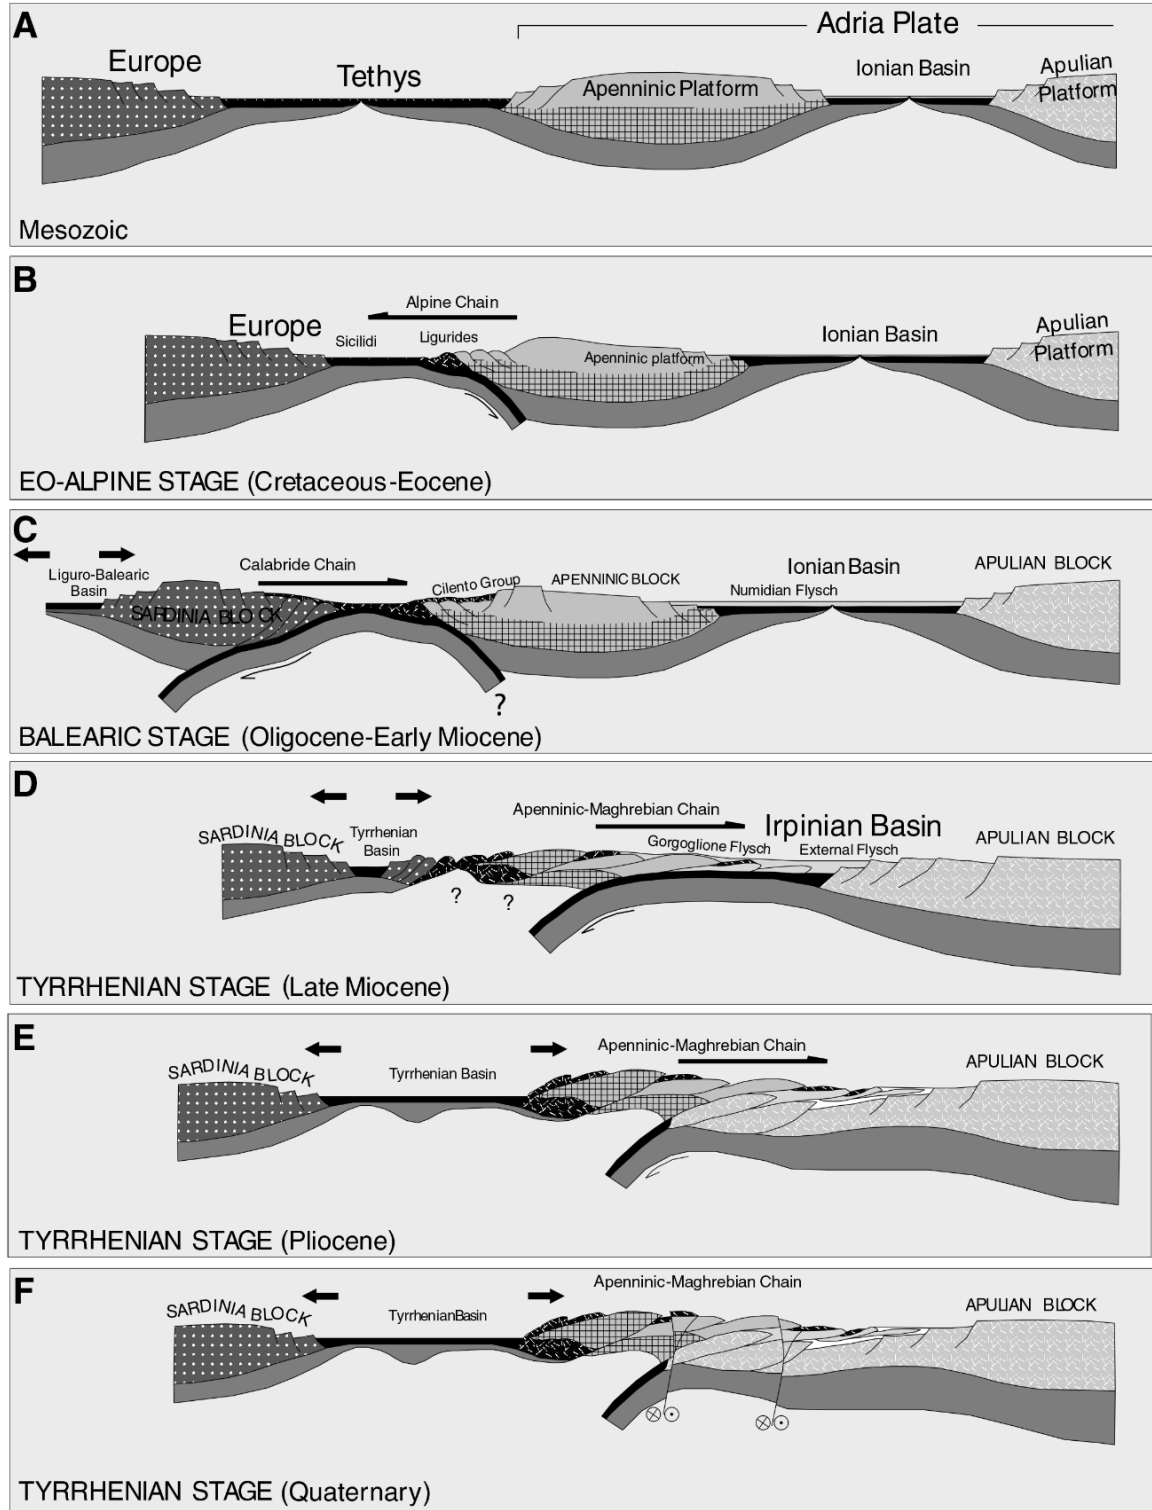 A
Adria Plate
Europe
Tethys
Ionian Basin
Apulian
Platform
Apenninic Platform
Mesozoic
B
Alpine Chain
Europe
Sicilidi
Ligurides
Ionian Basin
Apulian
Platform
Apenninic platform
EO-ALPINE STAGE (Cretaceous-Eocene)
C
Liguro-Balearic
Basin
Calabride Chain
Cilento Group
APENNINIC BLOCK
Ionian Basin
Numidian Flysch
APULIAN BLOCK
SARDINIA BLOCK
?
BALEARIC STAGE (Oligocene-Early Miocene)
D
SARDINIA BLOCK
Tyrrhenian
Basin
Apenninic-Maghrebian Chain
Gorgoglione Flysch
Irpinian Basin
External Flysch
APULIAN BLOCK
?
?
TYRRHENIAN STAGE (Late Miocene)
E
SARDINIA BLOCK
Tyrrhenian Basin
Apenninic-Maghrebian Chain
APULIAN BLOCK
TYRRHENIAN STAGE (Pliocene)
F
SARDINIA BLOCK
TyrrhenianBasin
Apenninic-Maghrebian Chain
APULIAN BLOCK
TYRRHENIAN STAGE (Quaternary)